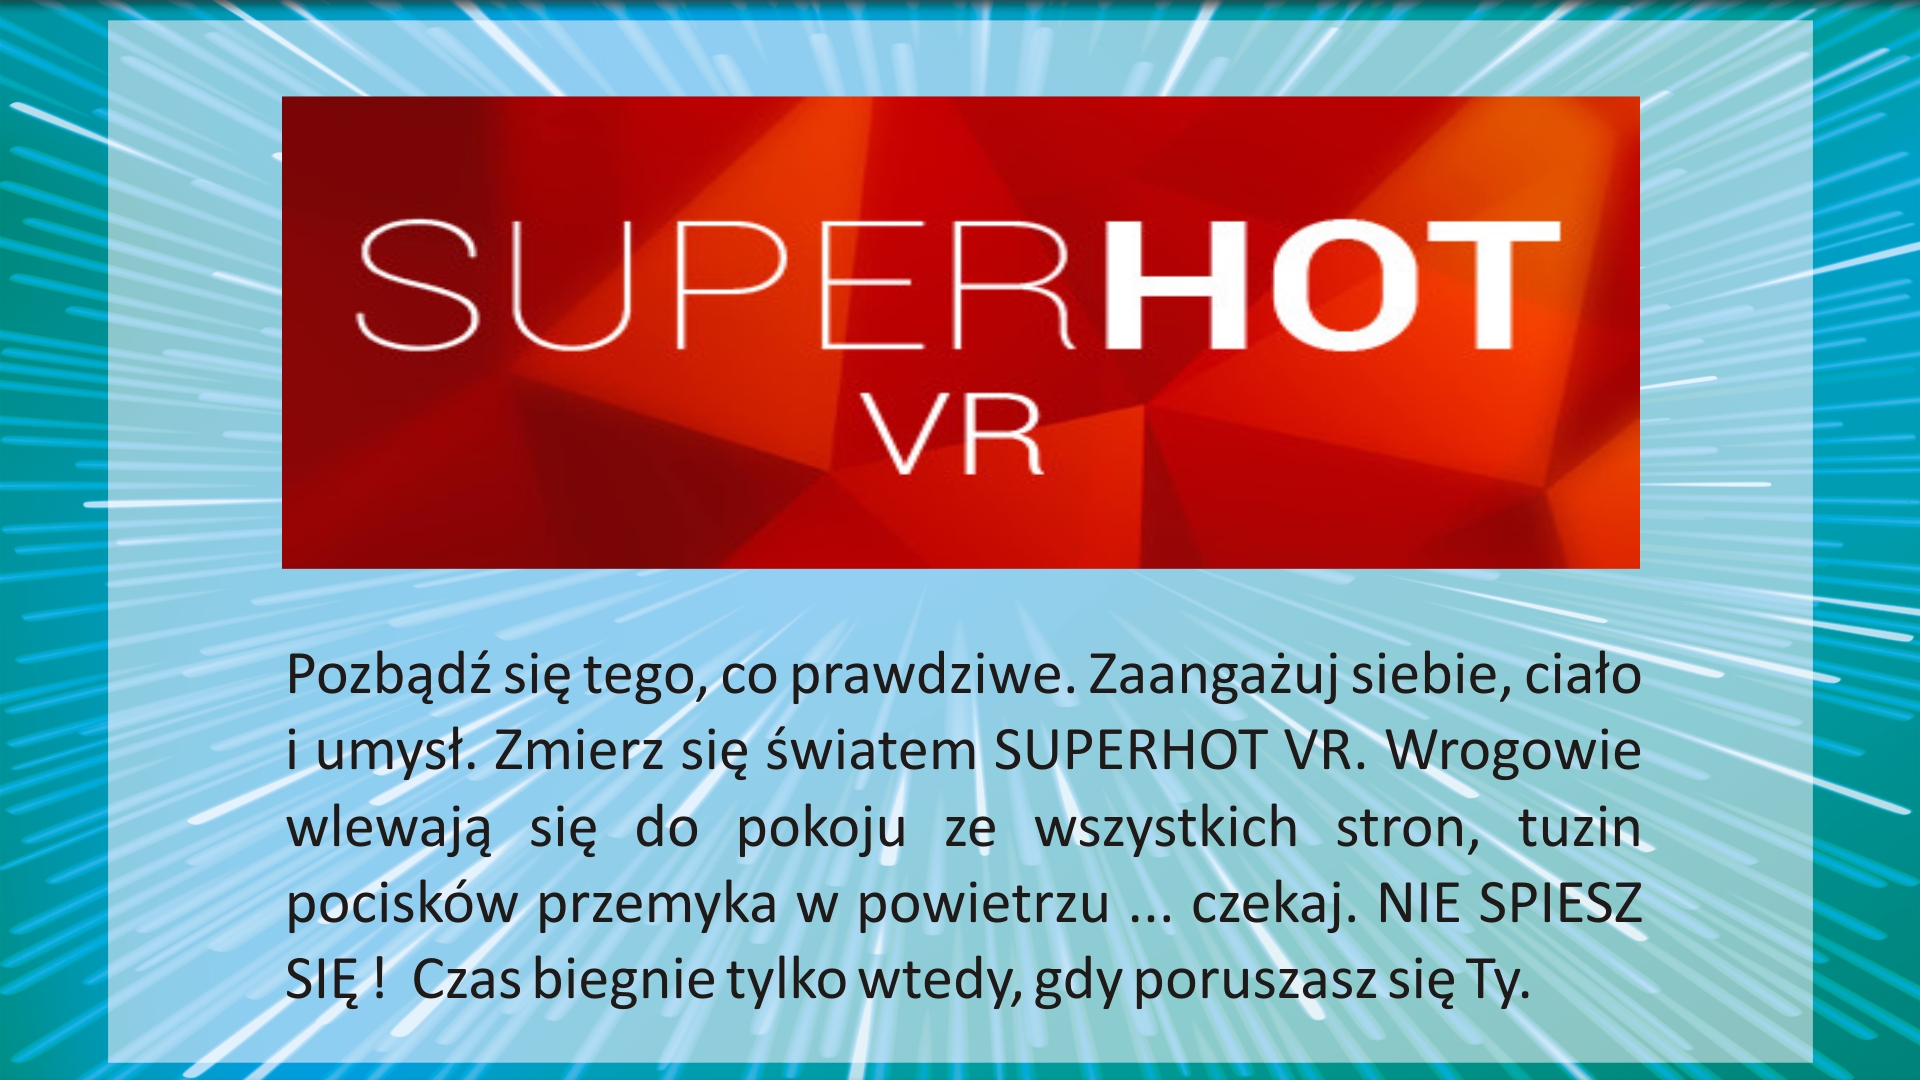 SUPERHOT
VR
Pozbądź się tego, co prawdziwe. Zaangażuj siebie, ciało
i umysł. Zmierz się światem SUPERHOT VR. Wrogowie
wlewają się do pokoju ze wszystkich stron, tuzin
pocisków przemyka w powietrzu ... czekaj. NIE SPIESZ
SIĘ ! Czas biegnie tylko wtedy, gdy poruszasz się Ty.